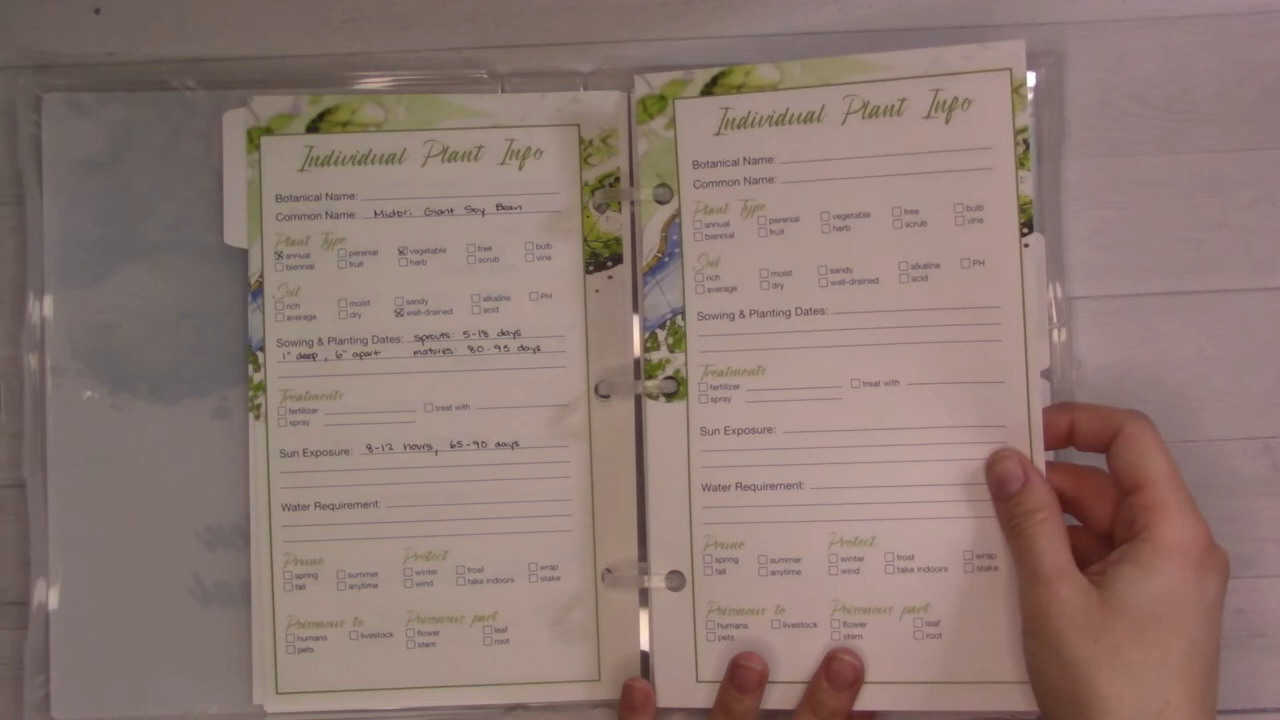 Individual Plant Info
Botanical Name:
Common Name: Midori Giant Soy Bean
Plant Type
annual perenial vegetable tree bulb
biennial fruit herb scrub vine
Soil
rich moist sandy alkaline PH
average dry well-drained acid
Sowing & Planting Dates: sprouts: 5-18 days
1" deep, 6" apart matures: 80-95 days
Treatments
fertilizer treat with
spray
Sun Exposure: 8-12 hours, 65-90 days
Water Requirement:
Prune Protect
spring summer winter frost wrap
fall anytime wind take indoors stake
Poisonous to Poisonous part
humans livestock flower leaf
pets stem root
Individual Plant Info
Botanical Name:
Common Name:
Plant Type
annual perenial vegetable tree bulb
biennial fruit herb scrub vine
Soil
rich moist sandy alkaline PH
average dry well-drained acid
Sowing & Planting Dates:
Treatments
fertilizer treat with
spray
Sun Exposure:
Water Requirement:
Prune Protect
spring summer winter frost wrap
fall anytime wind take indoors stake
Poisonous to Poisonous part
humans livestock flower leaf
pets stem root